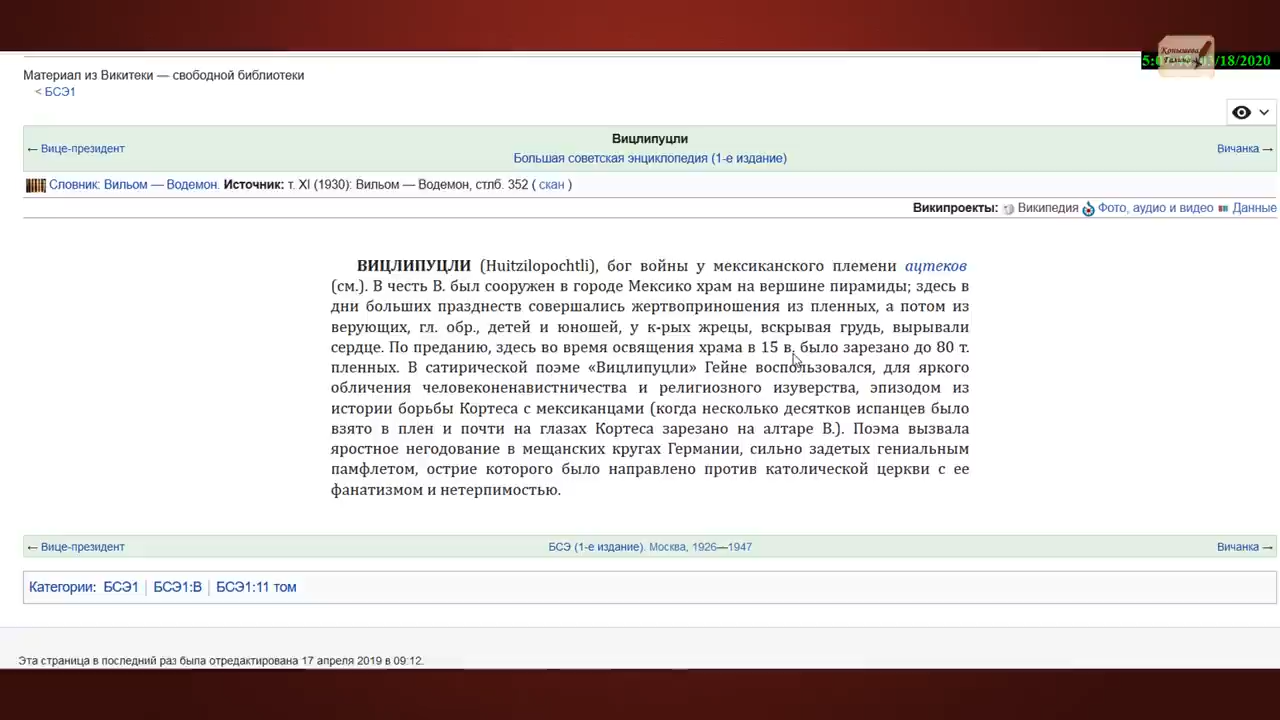 Копышева
Галина
5:0
/18/2020
Материал из Викитеки — свободной библиотеки
< БСЭ1
Вицлипуцли
← Вице-президент
Большая советская энциклопедия (1-е издание)
Вичанка →
Словник: Вильом — Водемон. Источник: т. XI (1930): Вильом — Водемон, стлб. 352 ( скан )
Википроекты: Википедия Фото, аудио и видео Данные
ВИЦЛИПУЦЛИ (Huitzilopochtli), бог войны у мексиканского племени ацтеков
(см.). В честь В. был сооружен в городе Мексико храм на вершине пирамиды; здесь в
дни больших празднеств совершались жертвоприношения из пленных, а потом из
верующих, гл. обр., детей и юношей, у к-рых жрецы, вскрывая грудь, вырывали
сердце. По преданию, здесь во время освящения храма в 15 в. было зарезано до 80 т.
пленных. В сатирической поэме «Вицлипуцли» Гейне воспользовался, для яркого
обличения человеконенавистничества и религиозного изуверства, эпизодом из
истории борьбы Кортеса с мексиканцами (когда несколько десятков испанцев было
взято в плен и почти на глазах Кортеса зарезано на алтаре В.). Поэма вызвала
яростное негодование в мещанских кругах Германии, сильно задетых гениальным
памфлетом, острие которого было направлено против католической церкви с ее
фанатизмом и нетерпимостью.
← Вице-президент
БСЭ (1-е издание). Москва, 1926—1947
Вичанка →
Категории: БСЭ1 | БСЭ1:В | БСЭ1:11 том
Эта страница в последний раз была отредактирована 17 апреля 2019 в 09:12.